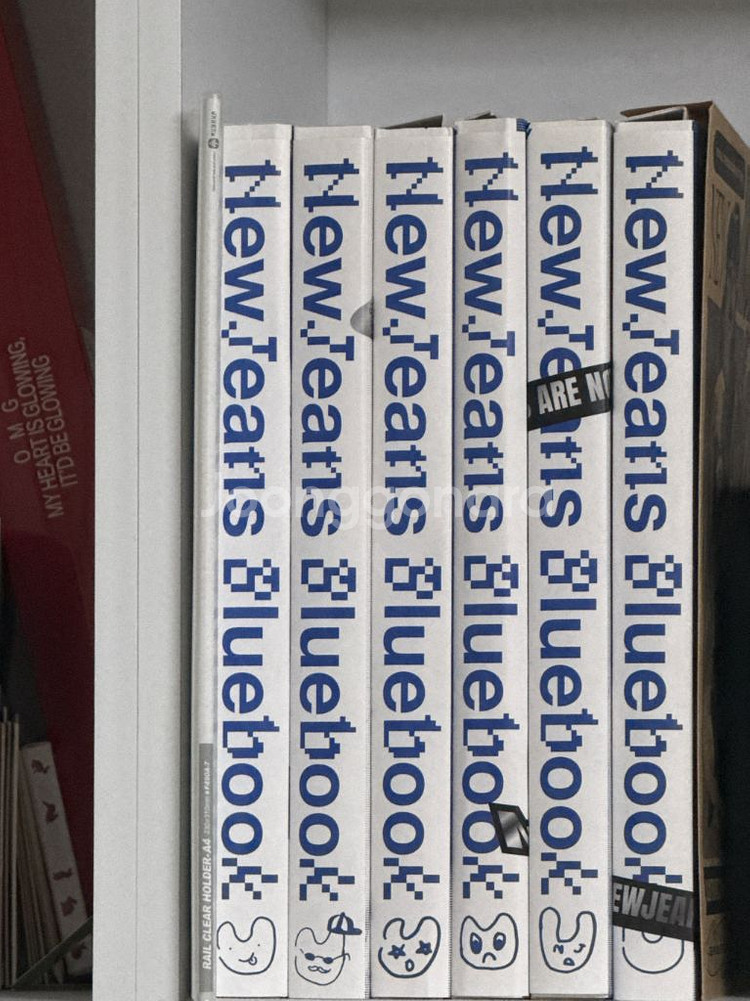 O M G
MY HEART IS GLOWING,
IT'D BE GLOWING
RAIL CLEAR HOLDER-A4
NewJeans Bluebook
NewJeans Bluebook
NewJeans Bluebook
NewJeans Bluebook
NewJeans Bluebook
ARE NO
NewJeans Bluebook
EWJEA
joonggonara